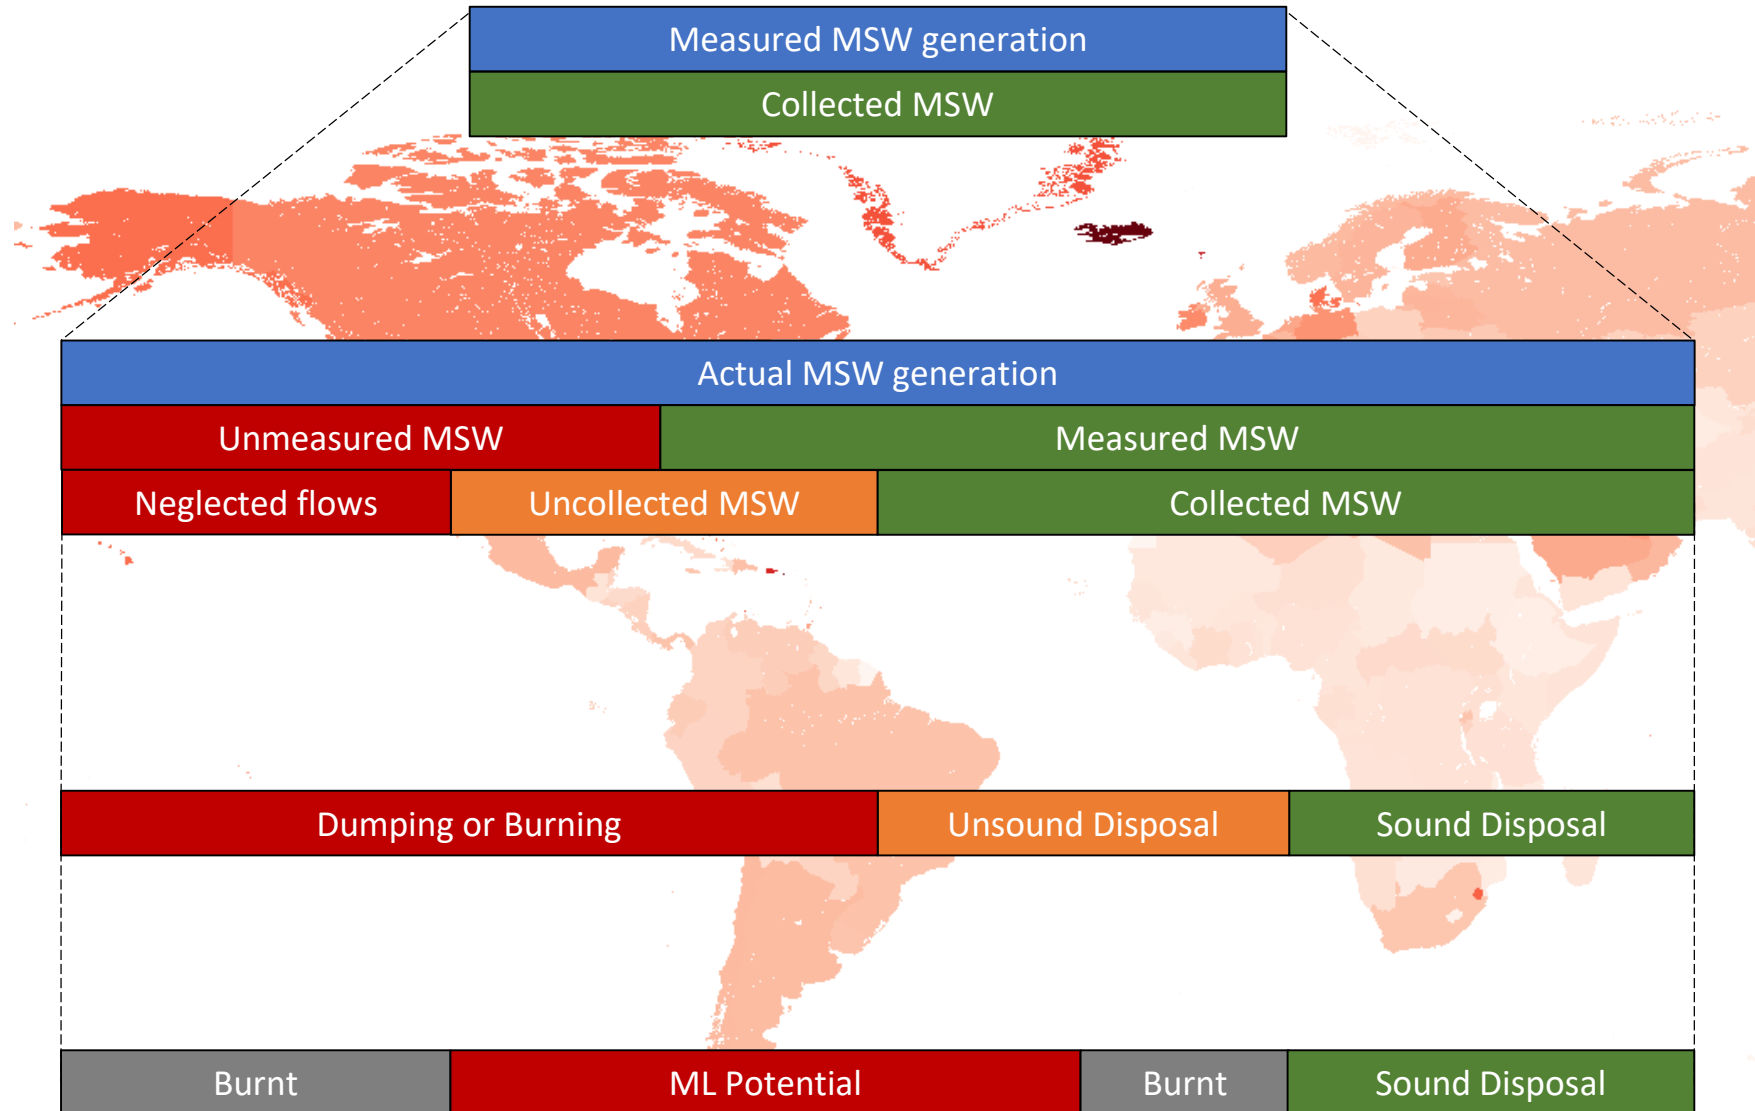 Measured MSW generation
Collected MSW
Actual MSW generation
Unmeasured MSW
Measured MSW
Neglected flows
Uncollected MSW
Collected MSW
Dumping or Burning
Unsound Disposal
Sound Disposal
Burnt
ML Potential
Burnt
Sound Disposal